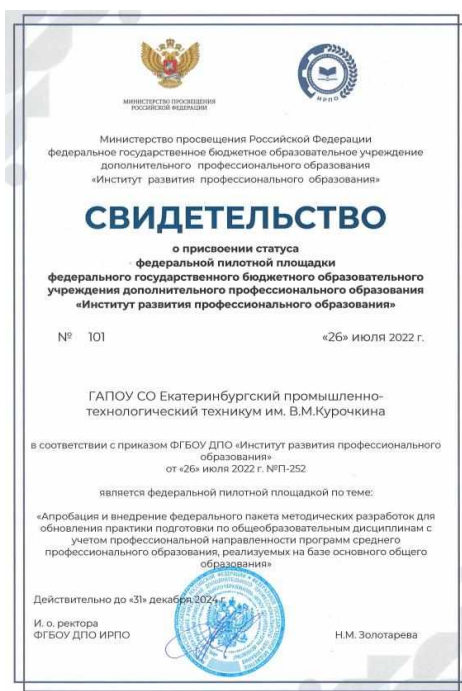 МИНИСТЕРСТВО ПРОСВЕЩЕНИЯ
РОССИЙСКОЙ ФЕДЕРАЦИИ
ИРПО
Министерство просвещения Российской Федерации
федеральное государственное бюджетное образовательное учреждение
дополнительного профессионального образования
«Институт развития профессионального образования»
СВИДЕТЕЛЬСТВО
о присвоении статуса
федеральной пилотной площадки
федерального государственного бюджетного образовательного
учреждения дополнительного профессионального образования
«Институт развития профессионального образования»
№ 101 «26» июля 2022 г.
ГАПОУ СО Екатеринбургский промышленно-
технологический техникум им. В.М.Курочкина
в соответствии с приказом ФГБОУ ДПО «Институт развития профессионального
образования»
от «26» июля 2022 г. №П-252
является федеральной пилотной площадкой по теме:
«Апробация и внедрение федерального пакета методических разработок для
обновления практики подготовки по общеобразовательным дисциплинам с
учетом профессиональной направленности программ среднего
профессионального образования, реализуемых на базе основного общего
образования»
Действительно до «31» декабря 2024 г.
И. о. ректора
ФГБОУ ДПО ИРПО Н.М. Золотарева